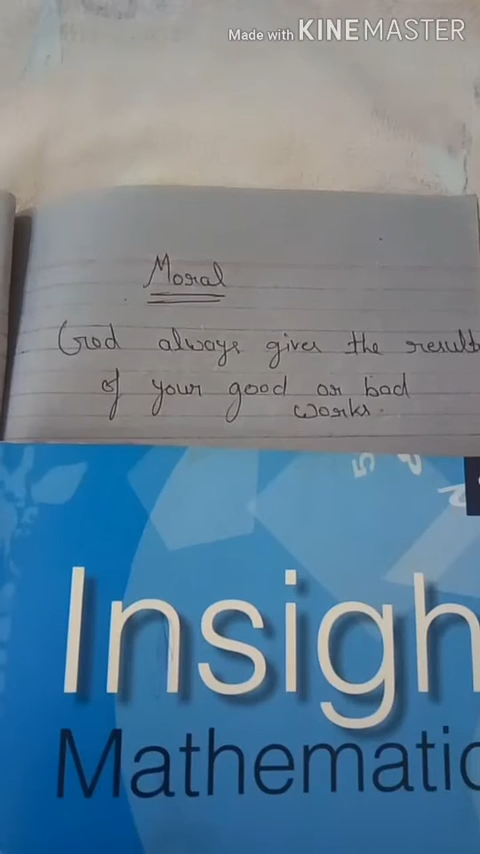 Made with KINEMASTER
Moral
God always gives the result
of your good or bad
works.
Insigh
Mathematic